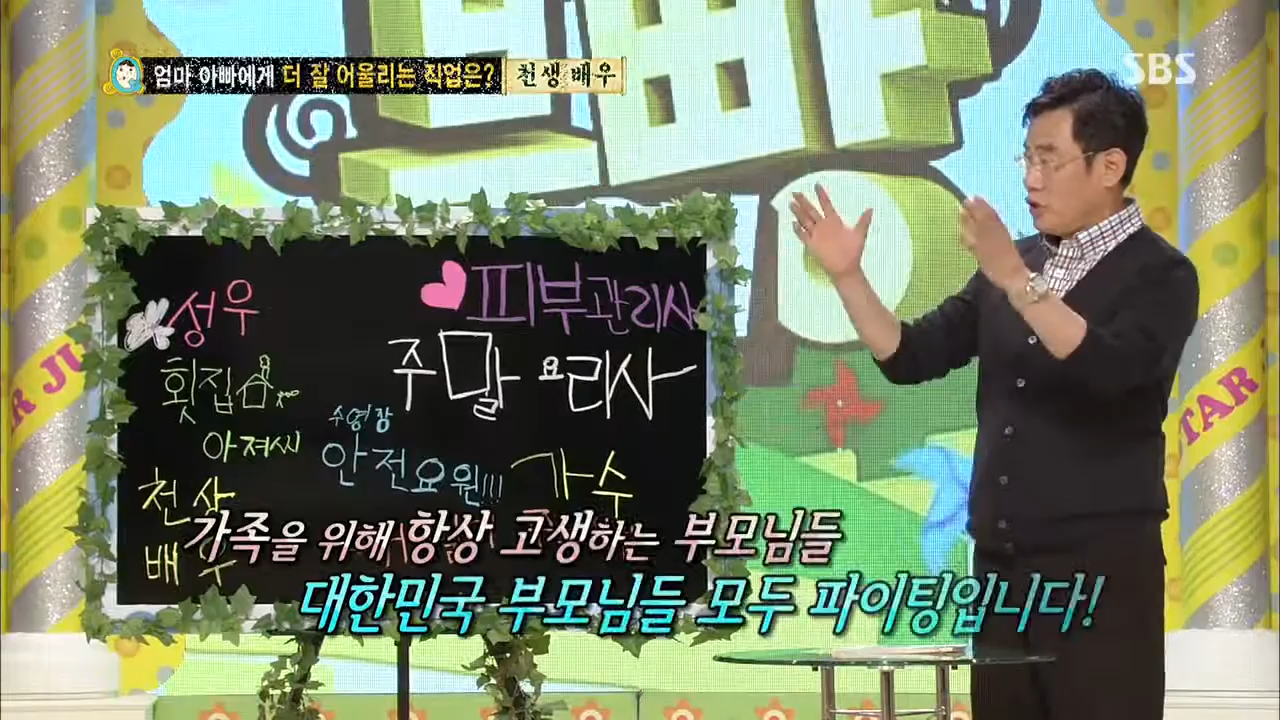 엄마 아빠에게 더 잘 어울리는 직업은? 천생 배우
SBS
성우
피부관리사
횟집
아져씨
주말 요리사
수영장
안전요원!!!
가수
천상
배우
가족을 위해 항상 고생하는 부모님들
대한민국 부모님들 모두 파이팅입니다!
STAR